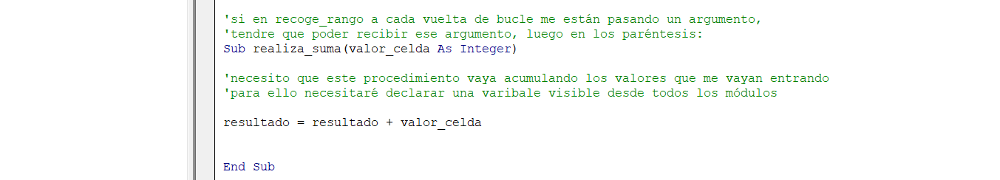 'si en recoge_rango a cada vuelta de bucle me están pasando un argumento,
'tendre que poder recibir ese argumento, luego en los paréntesis:
Sub realiza_suma(valor_celda As Integer)
'necesito que este procedimiento vaya acumulando los valores que me vayan entrando
'para ello necesitaré declarar una varibale visible desde todos los módulos
resultado = resultado + valor_celda
End Sub